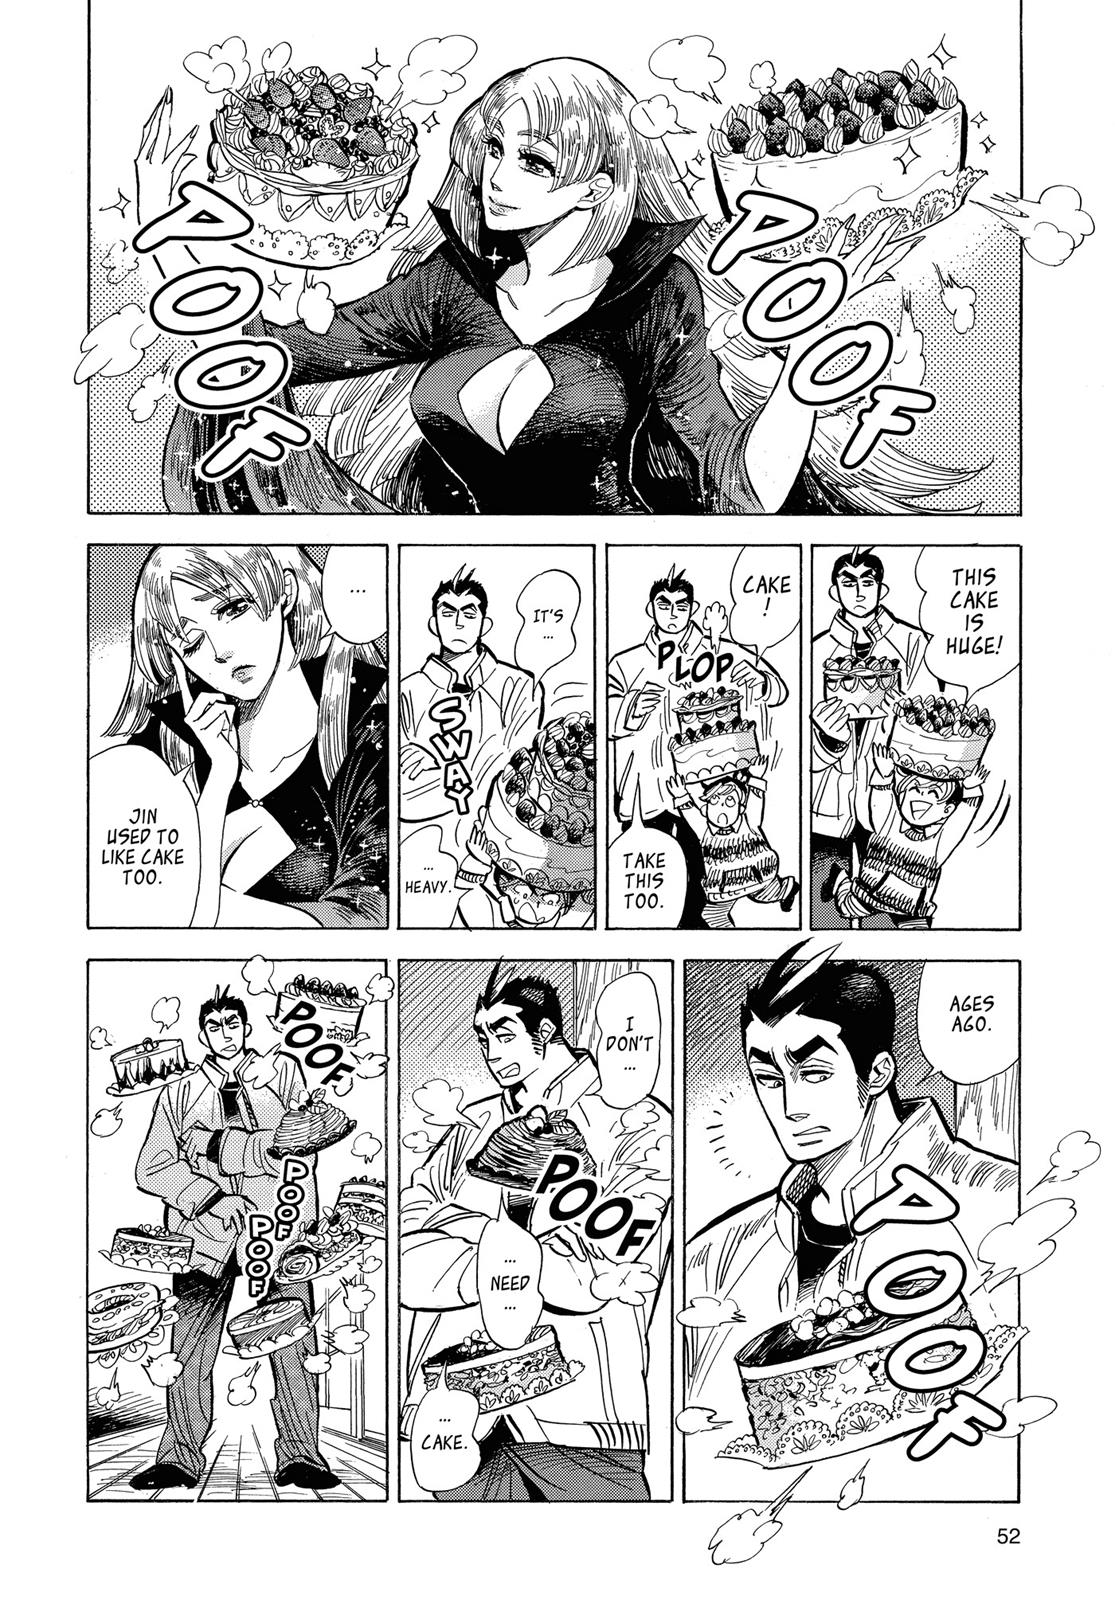 POOF
POOF
THIS
CAKE
IS
HUGE!
CAKE
!
PLOP
TAKE
THIS
TOO.
IT'S
...
SWAY
...
HEAVY.
...
JIN
USED TO
LIKE CAKE
TOO.
AGES
AGO.
POOF
I
DON'T
...
POOF
...
NEED
...
...
CAKE.
POOF
POOF
POOF
52